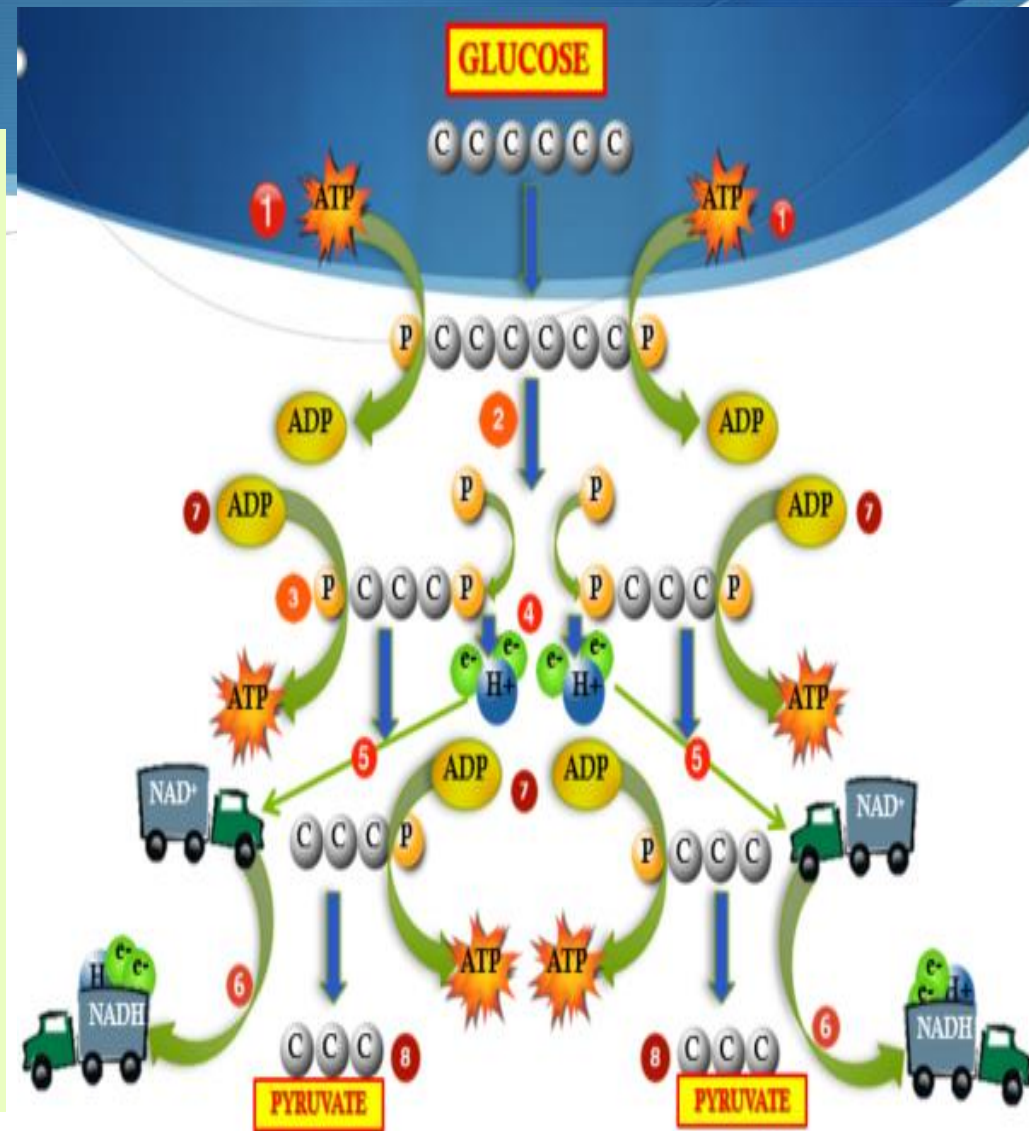 GLUCOSE
C C C C C C
1 ATP ATP 1
P C C C C C C P
ADP 2 ADP
7 ADP P P ADP 7
3 P C C C P P C C C P
4
e- e- e- e-
H+ H+
ATP ATP
5 5
NAD+ ADP 7 ADP NAD+
C C C P P C C C
ATP ATP
6 6
H e- e- e- e- H+
NADH NADH
C C C 8 8 C C C
PYRUVATE PYRUVATE